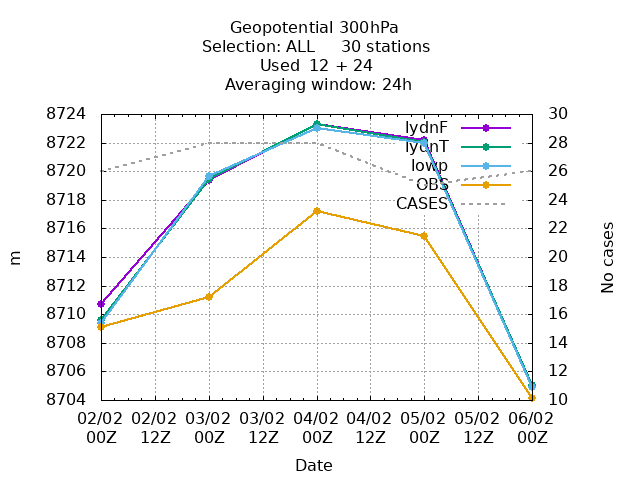 Geopotential 300hPa
Selection: ALL 30 stations
Used 12 + 24
Averaging window: 24h
8724
8722
8720
8718
8716
8714
8712
8710
8708
8706
8704
m
30
28
26
24
22
20
18
16
14
12
10
No cases
IydnF
IydnT
lowp
OBS
CASES
02/02 02/02 03/02 03/02 04/02 04/02 05/02 05/02 06/02
00Z 12Z 00Z 12Z 00Z 12Z 00Z 12Z 00Z
Date